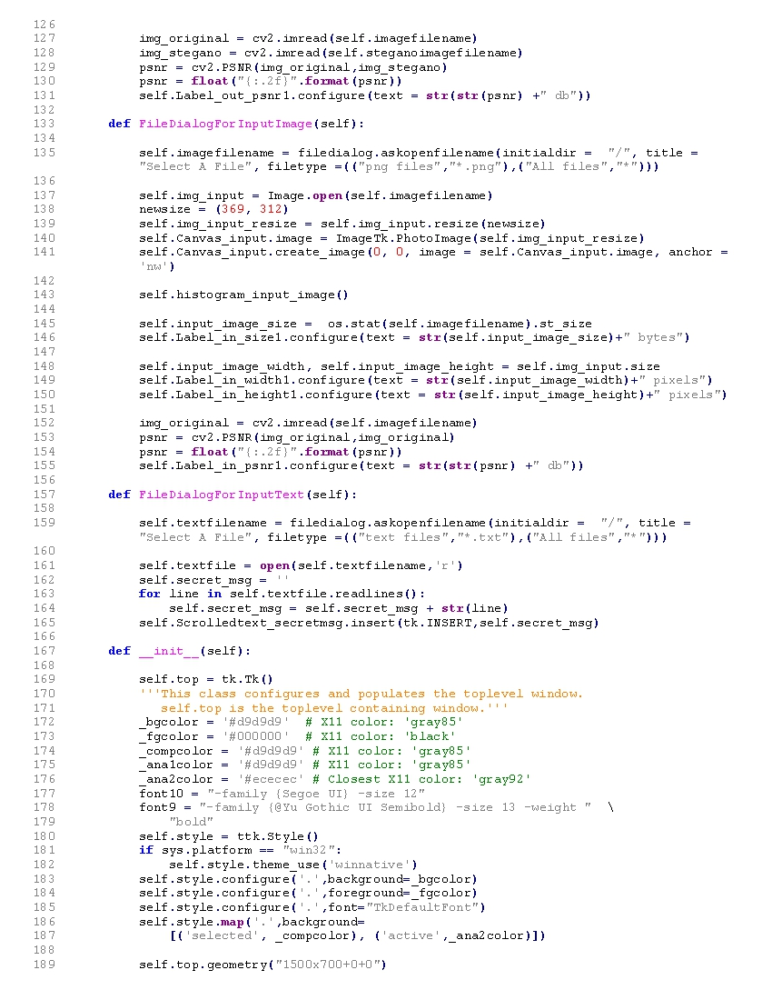 126
127 img_original = cv2.imread(self.imagefilename)
128 img_stegano = cv2.imread(self.steganoimagefilename)
129 psnr = cv2.PSNR(img_original,img_stegano)
130 psnr = float("{:.2f}".format(psnr))
131 self.Label_out_psnr1.configure(text = str(str(psnr) +" db"))
132
133 def FileDialogForInputImage(self):
134
135 self.imagefilename = filedialog.askopenfilename(initialdir =  "/", title =
"Select A File", filetype =(("png files","*.png"),("All files","*")))
136
137 self.img_input = Image.open(self.imagefilename)
138 newsize = (369, 312)
139 self.img_input_resize = self.img_input.resize(newsize)
140 self.Canvas_input.image = ImageTk.PhotoImage(self.img_input_resize)
141 self.Canvas_input.create_image(0, 0, image = self.Canvas_input.image, anchor =
'nw')
142
143 self.histogram_input_image()
144
145 self.input_image_size =  os.stat(self.imagefilename).st_size
146 self.Label_in_size1.configure(text = str(self.input_image_size)+" bytes")
147
148 self.input_image_width, self.input_image_height = self.img_input.size
149 self.Label_in_width1.configure(text = str(self.input_image_width)+" pixels")
150 self.Label_in_height1.configure(text = str(self.input_image_height)+" pixels")
151
152 img_original = cv2.imread(self.imagefilename)
153 psnr = cv2.PSNR(img_original,img_original)
154 psnr = float("{:.2f}".format(psnr))
155 self.Label_in_psnr1.configure(text = str(str(psnr) +" db"))
156
157 def FileDialogForInputText(self):
158
159 self.textfilename = filedialog.askopenfilename(initialdir =  "/", title =
"Select A File", filetype =(("text files","*.txt"),("All files","*")))
160
161 self.textfile = open(self.textfilename,'r')
162 self.secret_msg = ''
163 for line in self.textfile.readlines():
164 self.secret_msg = self.secret_msg + str(line)
165 self.Scrolledtext_secretmsg.insert(tk.INSERT,self.secret_msg)
166
167 def __init__(self):
168
169 self.top = tk.Tk()
170 '''This class configures and populates the toplevel window.
171 self.top is the toplevel containing window.'''
172 _bgcolor = '#d9d9d9'  # X11 color: 'gray85'
173 _fgcolor = '#000000'  # X11 color: 'black'
174 _compcolor = '#d9d9d9' # X11 color: 'gray85'
175 _ana1color = '#d9d9d9' # X11 color: 'gray85'
176 _ana2color = '#ececec' # Closest X11 color: 'gray92'
177 font10 = "-family {Segoe UI} -size 12"
178 font9 = "-family {@Yu Gothic UI Semibold} -size 13 -weight "  \
179 "bold"
180 self.style = ttk.Style()
181 if sys.platform == "win32":
182 self.style.theme_use('winnative')
183 self.style.configure('.',background=_bgcolor)
184 self.style.configure('.',foreground=_fgcolor)
185 self.style.configure('.',font="TkDefaultFont")
186 self.style.map('.',background=
187 [('selected', _compcolor), ('active',_ana2color)])
188
189 self.top.geometry("1500x700+0+0")